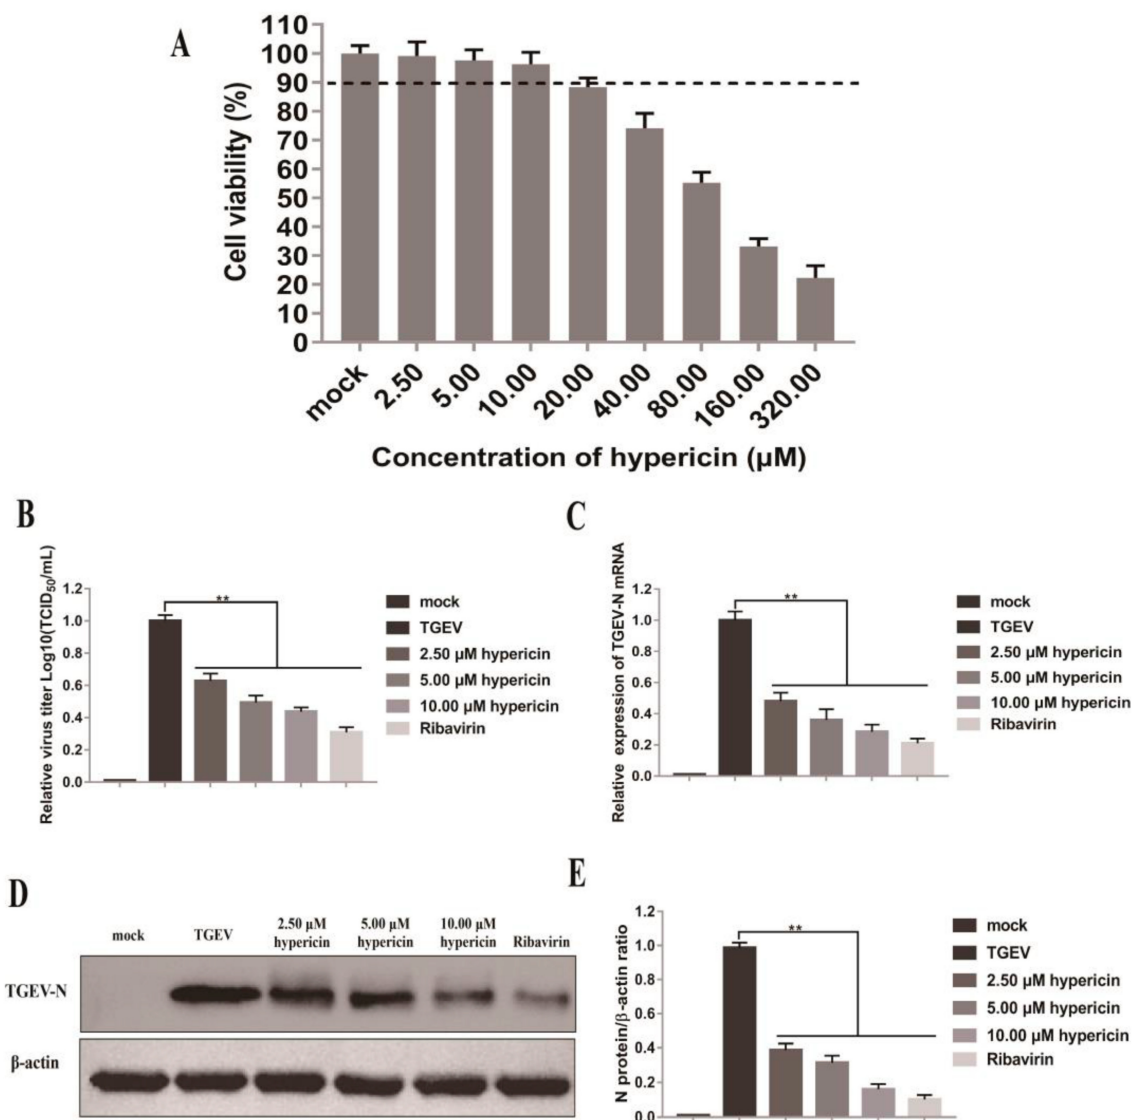 A
Cell viability (%)
110
100
90
80
70
60
50
40
30
20
10
0
mock
2.50
5.00
10.00
20.00
40.00
80.00
160.00
320.00
Concentration of hypericin (µM)
B
Relative virus titer Log10(TCID50/mL)
1.2
1.0
0.8
0.6
0.4
0.2
0.0
**
mock
TGEV
2.50 µM hypericin
5.00 µM hypericin
10.00 µM hypericin
Ribavirin
C
Relative expression of TGEV-N mRNA
1.2
1.0
0.8
0.6
0.4
0.2
0.0
**
mock
TGEV
2.50 µM hypericin
5.00 µM hypericin
10.00 µM hypericin
Ribavirin
D
mock
TGEV
2.50 µM
hypericin
5.00 µM
hypericin
10.00 µM
hypericin
Ribavirin
TGEV-N
β-actin
E
N protein/β-actin ratio
1.2
1.0
0.8
0.6
0.4
0.2
0.0
**
mock
TGEV
2.50 µM hypericin
5.00 µM hypericin
10.00 µM hypericin
Ribavirin